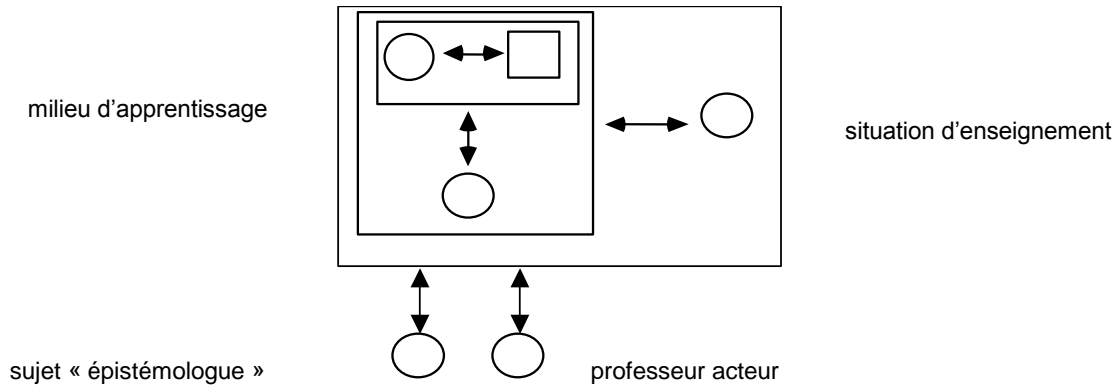 milieu d’apprentissage
situation d’enseignement
sujet « épistémologue »
professeur acteur